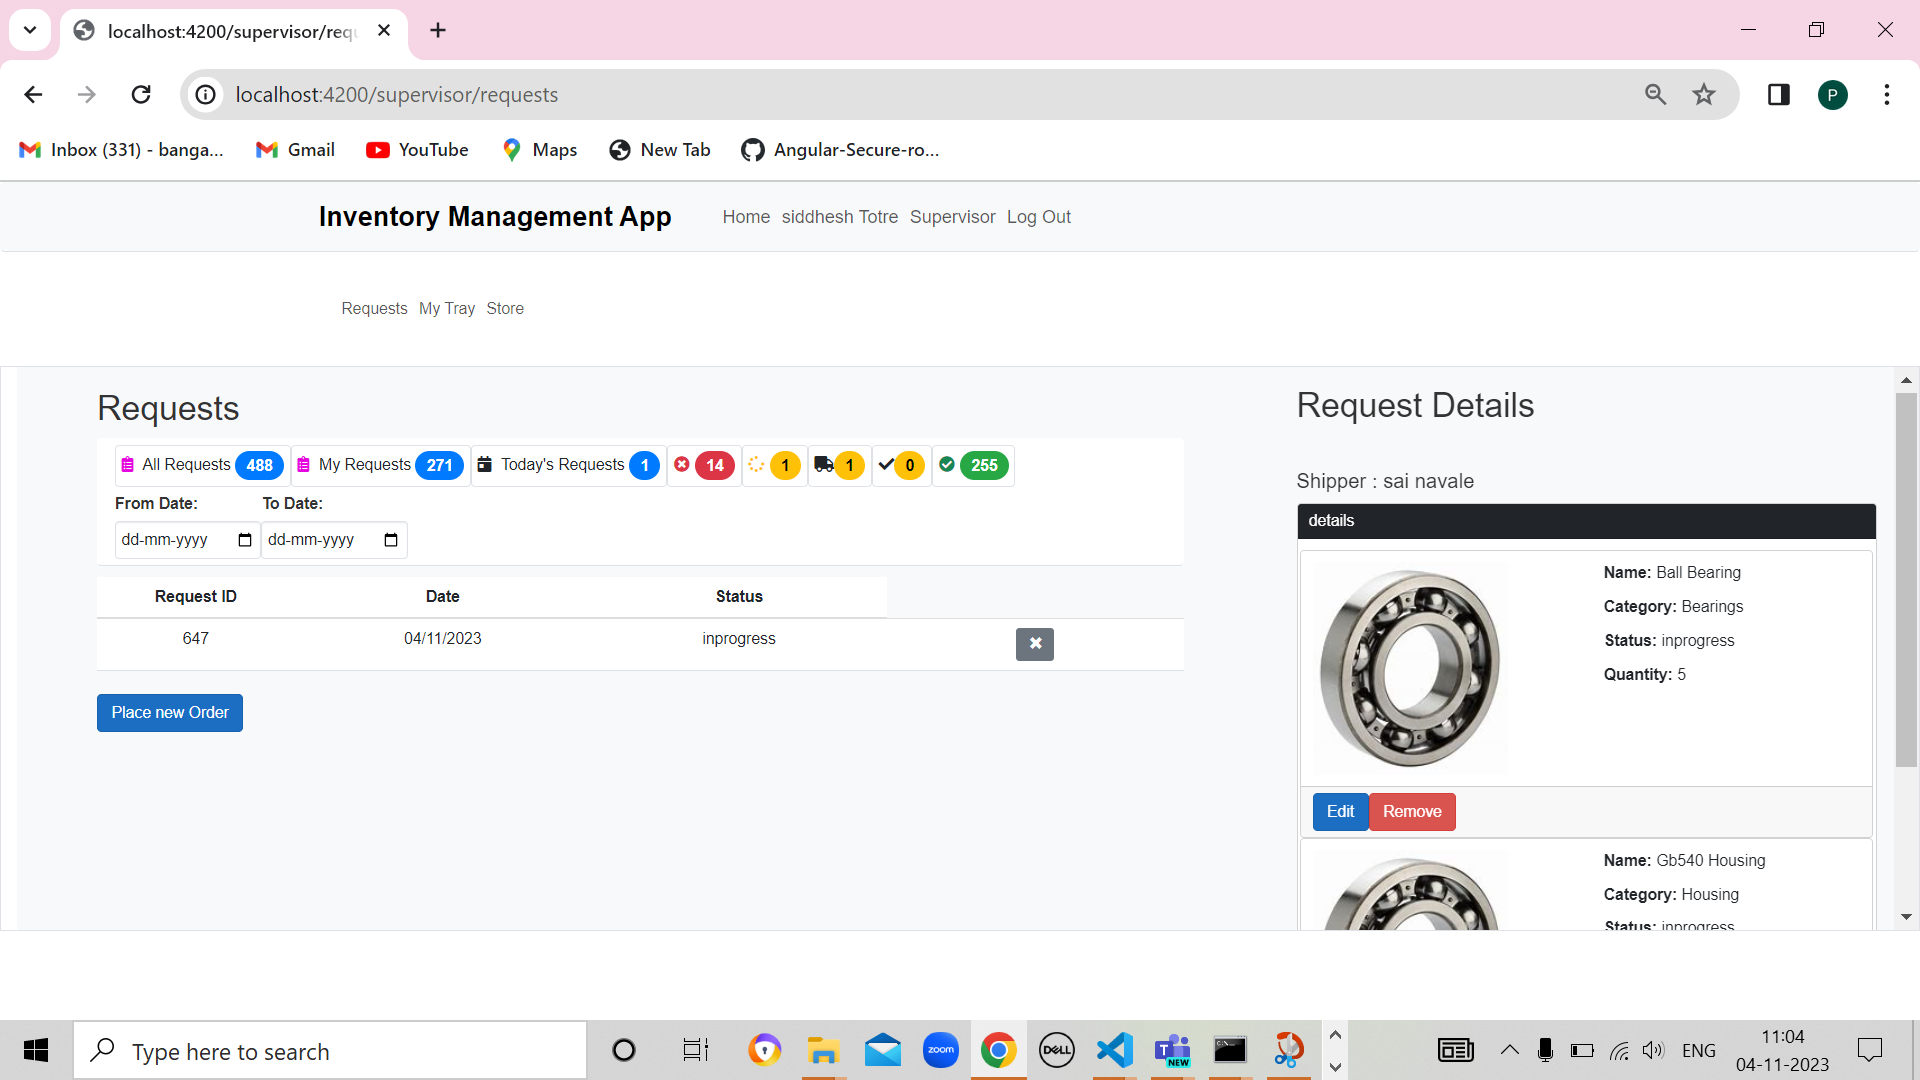 localhost:4200/supervisor/requ
localhost:4200/supervisor/requests
P
Inbox (331) - banga...
Gmail
YouTube
Maps
New Tab
Angular-Secure-ro...
Inventory Management App
Home siddhesh Totre Supervisor Log Out
Requests My Tray Store
Requests
All Requests 488
My Requests 271
Today's Requests 1
14
1
1
0
255
From Date: To Date:
dd-mm-yyyy dd-mm-yyyy
Request ID Date Status
647 04/11/2023 inprogress
Place new Order
Request Details
Shipper : sai navale
details
Name: Ball Bearing
Category: Bearings
Status: inprogress
Quantity: 5
Edit Remove
Name: Gb540 Housing
Category: Housing
Status: inprogress
Type here to search
zoom
DELL
T
NEW
ENG
11:04
04-11-2023